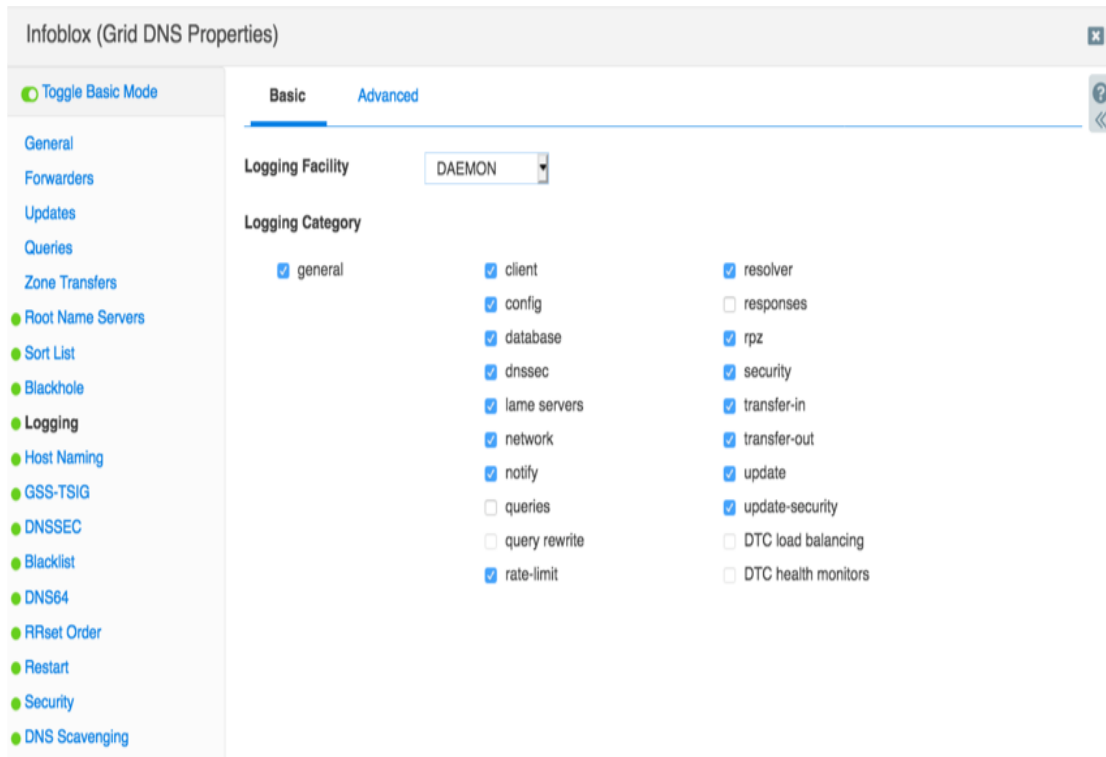 Infoblox (Grid DNS Properties)
Toggle Basic Mode
General
Forwarders
Updates
Queries
Zone Transfers
Root Name Servers
Sort List
Blackhole
Logging
Host Naming
GSS-TSIG
DNSSEC
Blacklist
DNS64
RRset Order
Restart
Security
DNS Scavenging
Basic Advanced
Logging Facility DAEMON
Logging Category
general client resolver
config responses
database rpz
dnssec security
lame servers transfer-in
network transfer-out
notify update
queries update-security
query rewrite DTC load balancing
rate-limit DTC health monitors